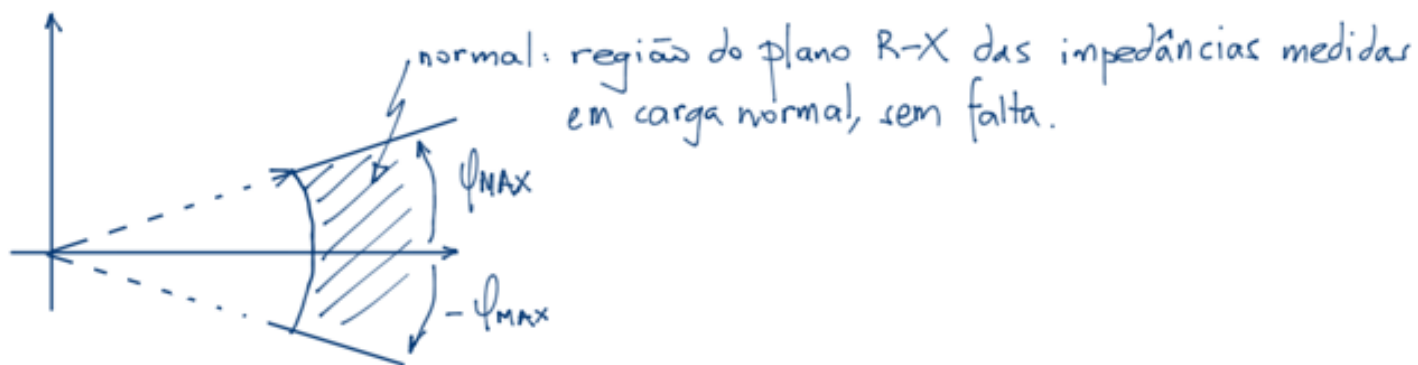 normal: região do plano R-X das impedâncias medidas
em carga normal, sem falta.
φMAX
-φMAX